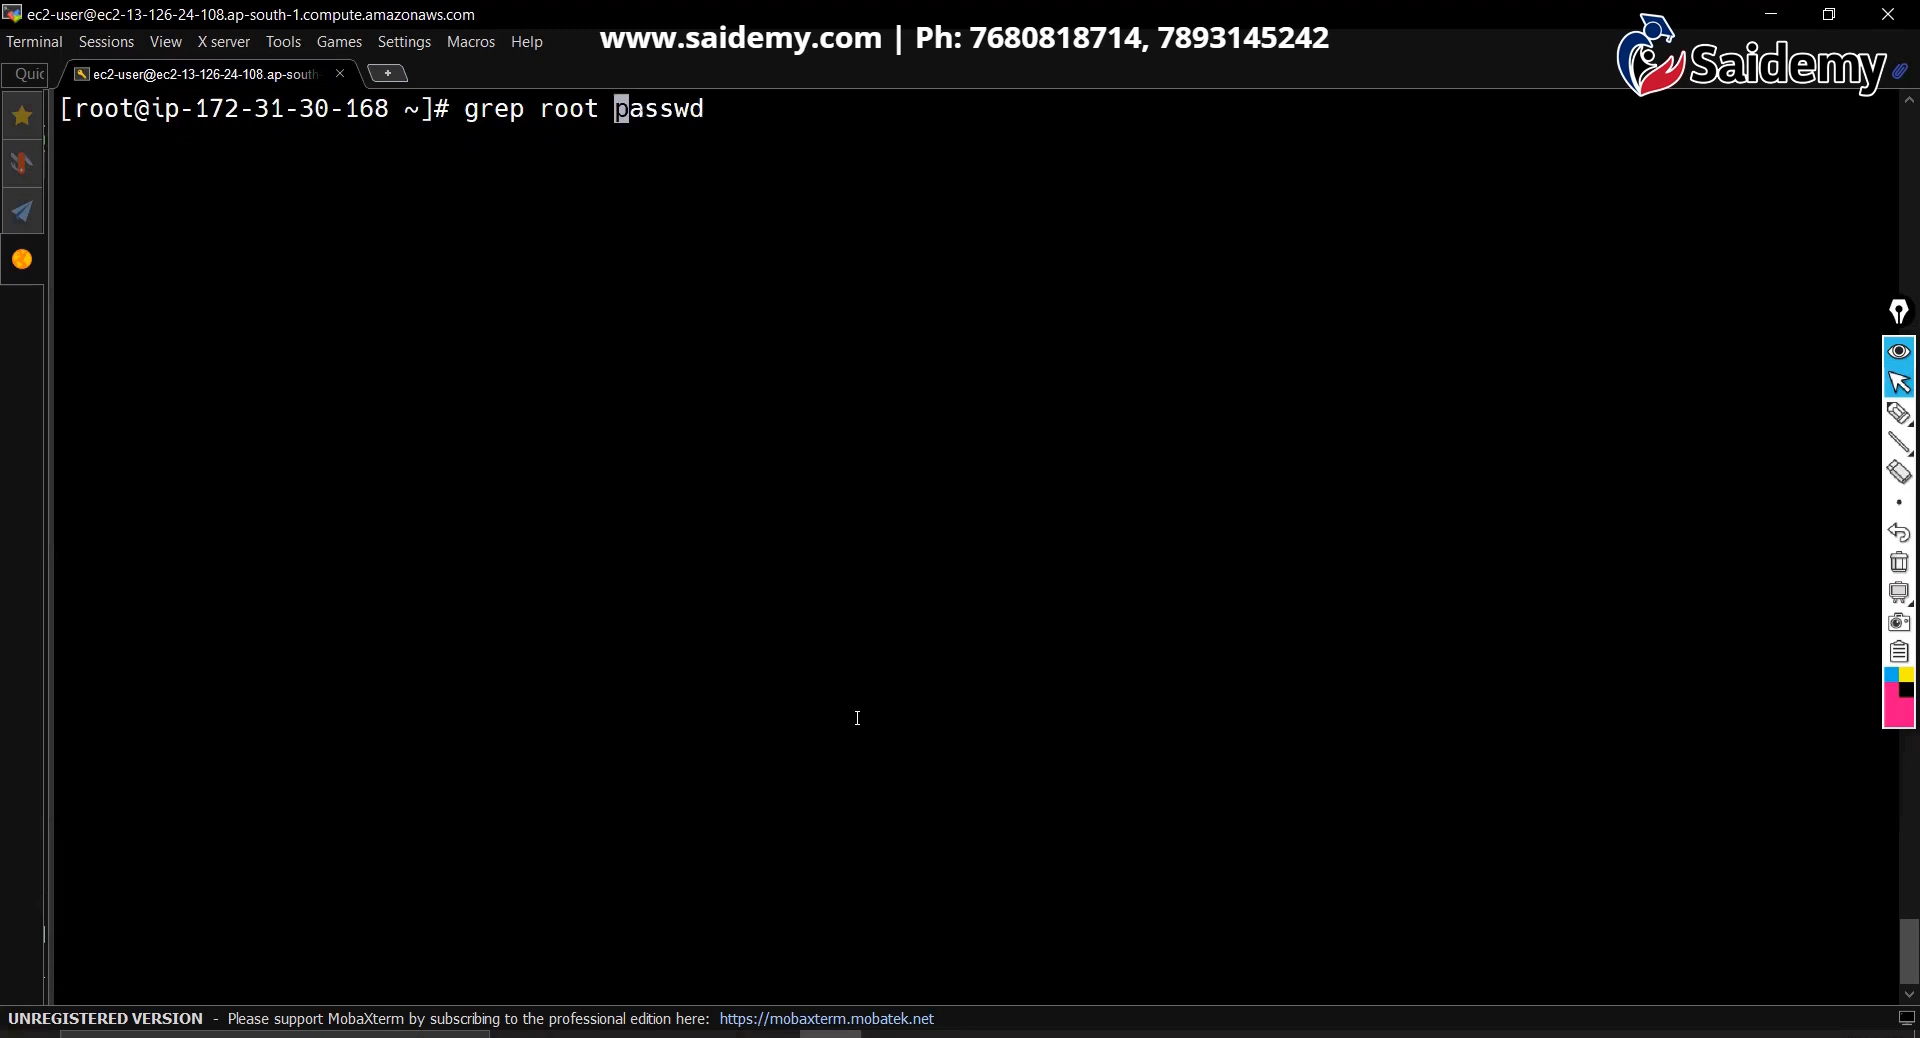 ec2-user@ec2-13-126-24-108.ap-south-1.compute.amazonaws.com
Terminal Sessions View X server Tools Games Settings Macros Help
www.saidemy.com | Ph: 7680818714, 7893145242
Saidemy
Quic
ec2-user@ec2-13-126-24-108.ap-south-
[root@ip-172-31-30-168 ~]# grep root passwd
UNREGISTERED VERSION - Please support MobaXterm by subscribing to the professional edition here: https://mobaxterm.mobatek.net